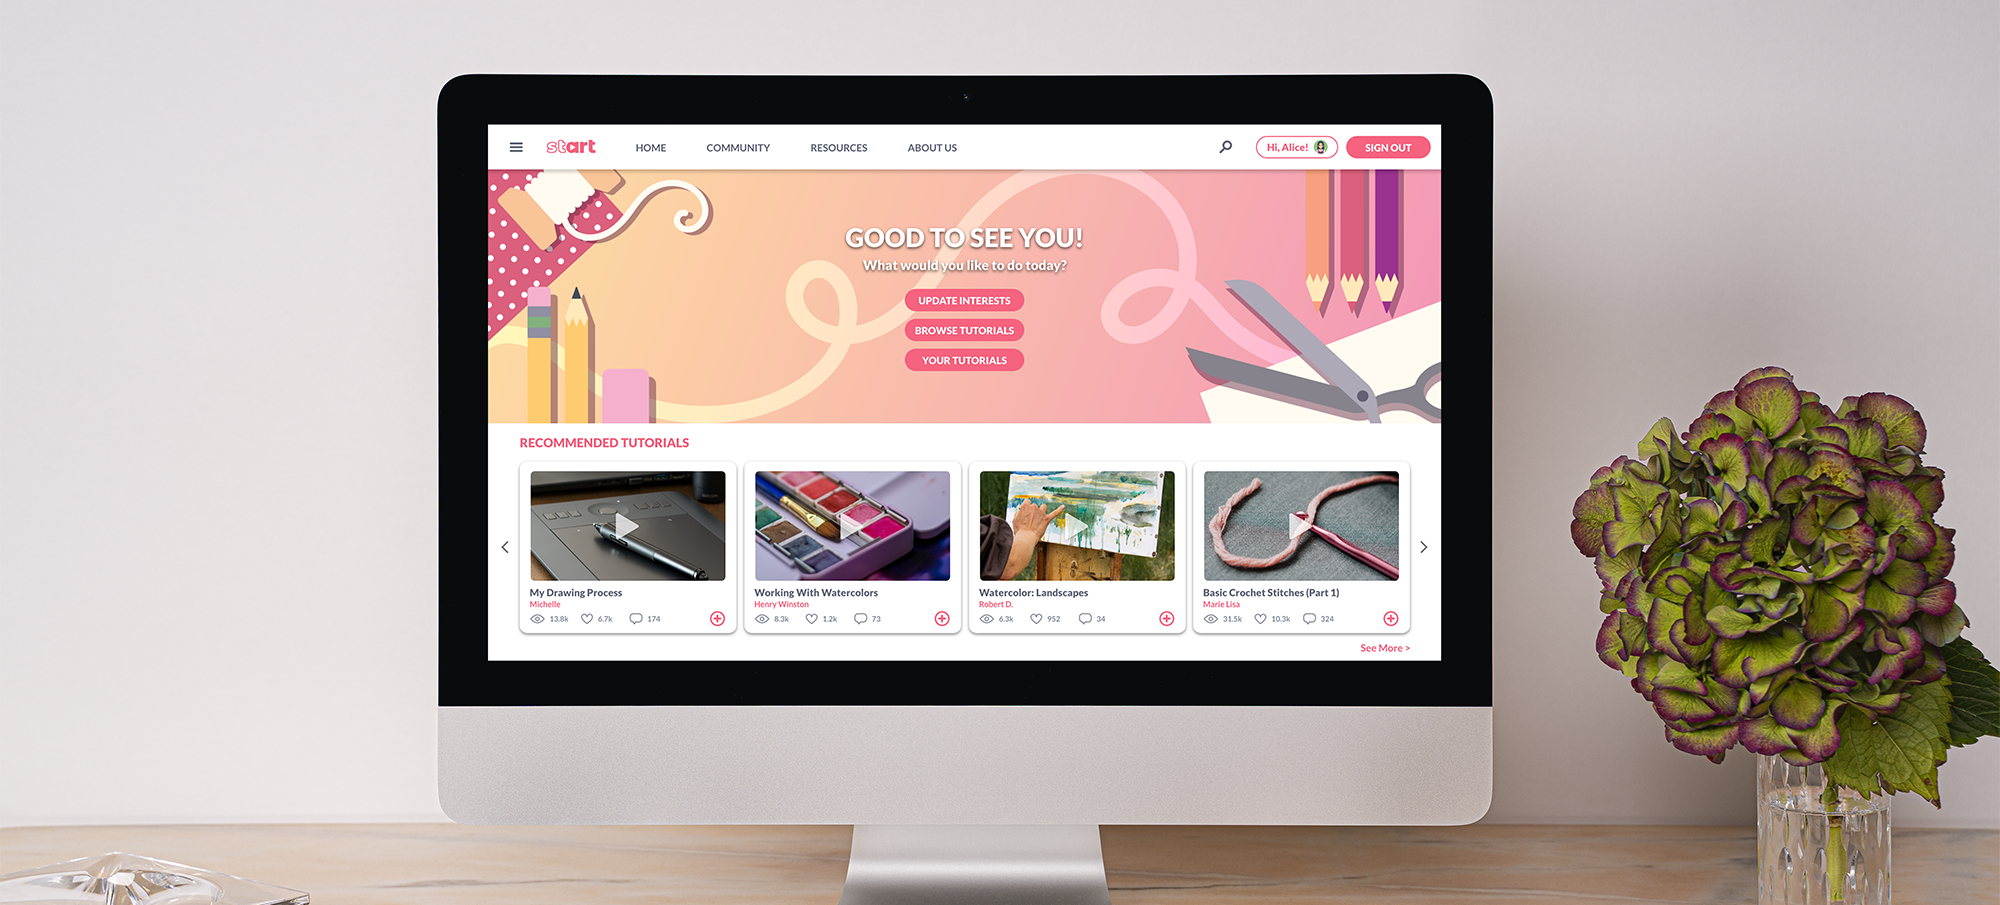 start
HOME
COMMUNITY
RESOURCES
ABOUT US
Hi, Alice!
SIGN OUT
GOOD TO SEE YOU!
What would you like to do today?
UPDATE INTERESTS
BROWSE TUTORIALS
YOUR TUTORIALS
RECOMMENDED TUTORIALS
My Drawing Process
Michelle
13.8k 6.7k 174
Working With Watercolors
Henry Winston
8.3k 1.2k 73
Watercolor: Landscapes
Robert D.
6.3k 952 34
Basic Crochet Stitches (Part 1)
Marie Lisa
31.5k 10.3k 324
See More >